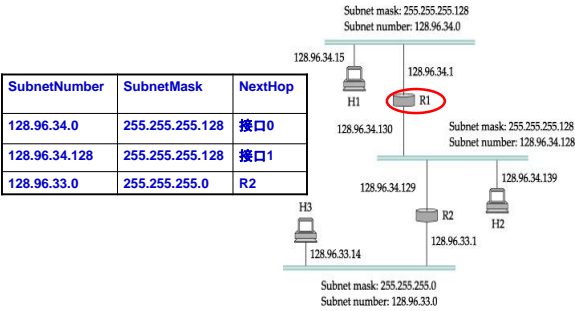 SubnetNumber SubnetMask NextHop
128.96.34.0 255.255.255.128 接口0
128.96.34.128 255.255.255.128 接口1
128.96.33.0 255.255.255.0 R2
Subnet mask: 255.255.255.128
Subnet number: 128.96.34.0
128.96.34.15
128.96.34.1
H1
R1
128.96.34.130
Subnet mask: 255.255.255.128
Subnet number: 128.96.34.128
128.96.34.139
128.96.34.129
H3
R2
H2
128.96.33.1
128.96.33.14
Subnet mask: 255.255.255.0
Subnet number: 128.96.33.0